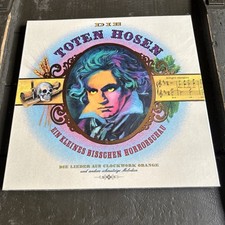 DIE
TOTEN HOSEN
EIN KLEINES BISSCHEN HORRORSCHAU
DIE LIEDER AUS CLOCKWORK ORANGE
und andere schmutzige Melodien